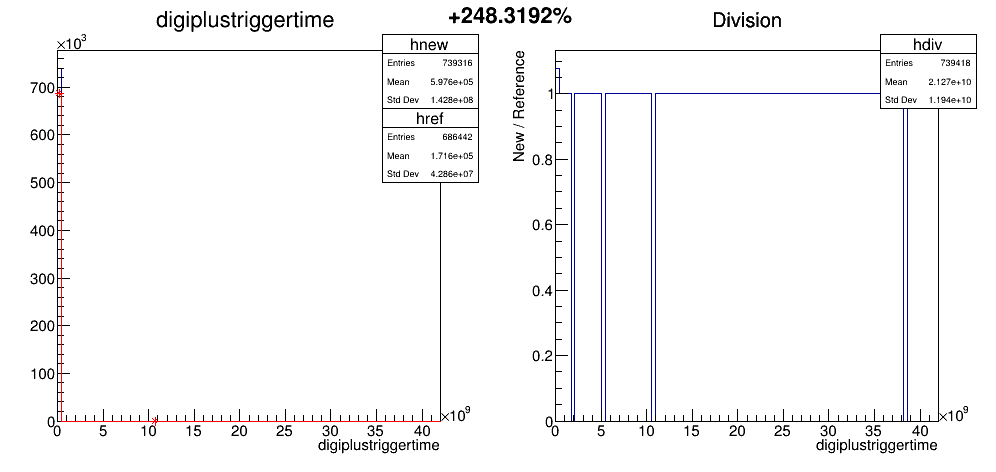 digiplustriggertime
+248.3192%
Division
×10³
hnew
Entries 739316
Mean 5.976e+05
Std Dev 1.428e+08
href
Entries 686442
Mean 1.716e+05
Std Dev 4.286e+07
700
600
500
400
300
200
100
0
0 5 10 15 20 25 30 35 40
×10⁹
digiplustriggertime
hdiv
Entries 739418
Mean 2.127e+10
Std Dev 1.194e+10
New / Reference
1
0.8
0.6
0.4
0.2
0
0 5 10 15 20 25 30 35 40
×10⁹
digiplustriggertime